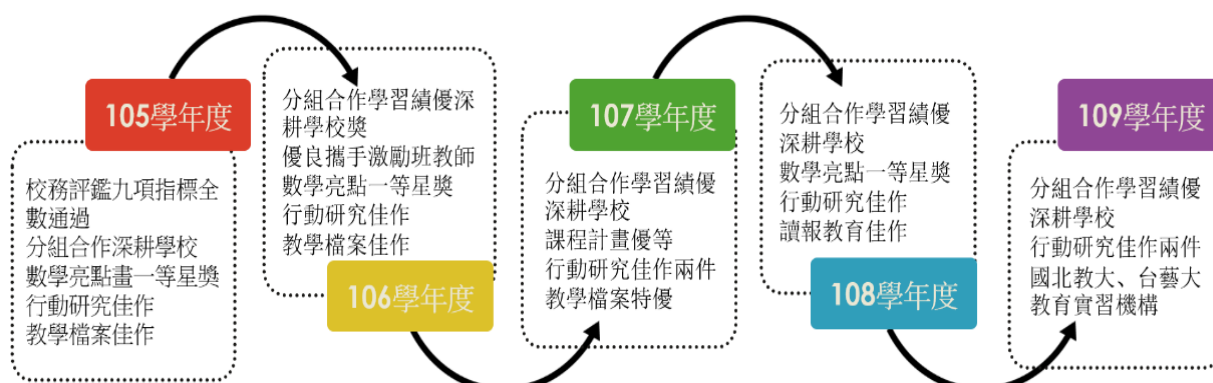 105學年度
校務評鑑九項指標全
數通過
分組合作深耕學校
數學亮點畫一等星獎
行動研究佳作
教學檔案佳作
分組合作學習績優深
耕學校獎
優良攜手激勵班教師
數學亮點一等星獎
行動研究佳作
教學檔案佳作
106學年度
107學年度
分組合作學習績優
深耕學校
課程計畫優等
行動研究佳作兩件
教學檔案特優
分組合作學習績優
深耕學校
數學亮點一等星獎
行動研究佳作
讀報教育佳作
108學年度
109學年度
分組合作學習績優
深耕學校
行動研究佳作兩件
國北教大、台藝大
教育實習機構